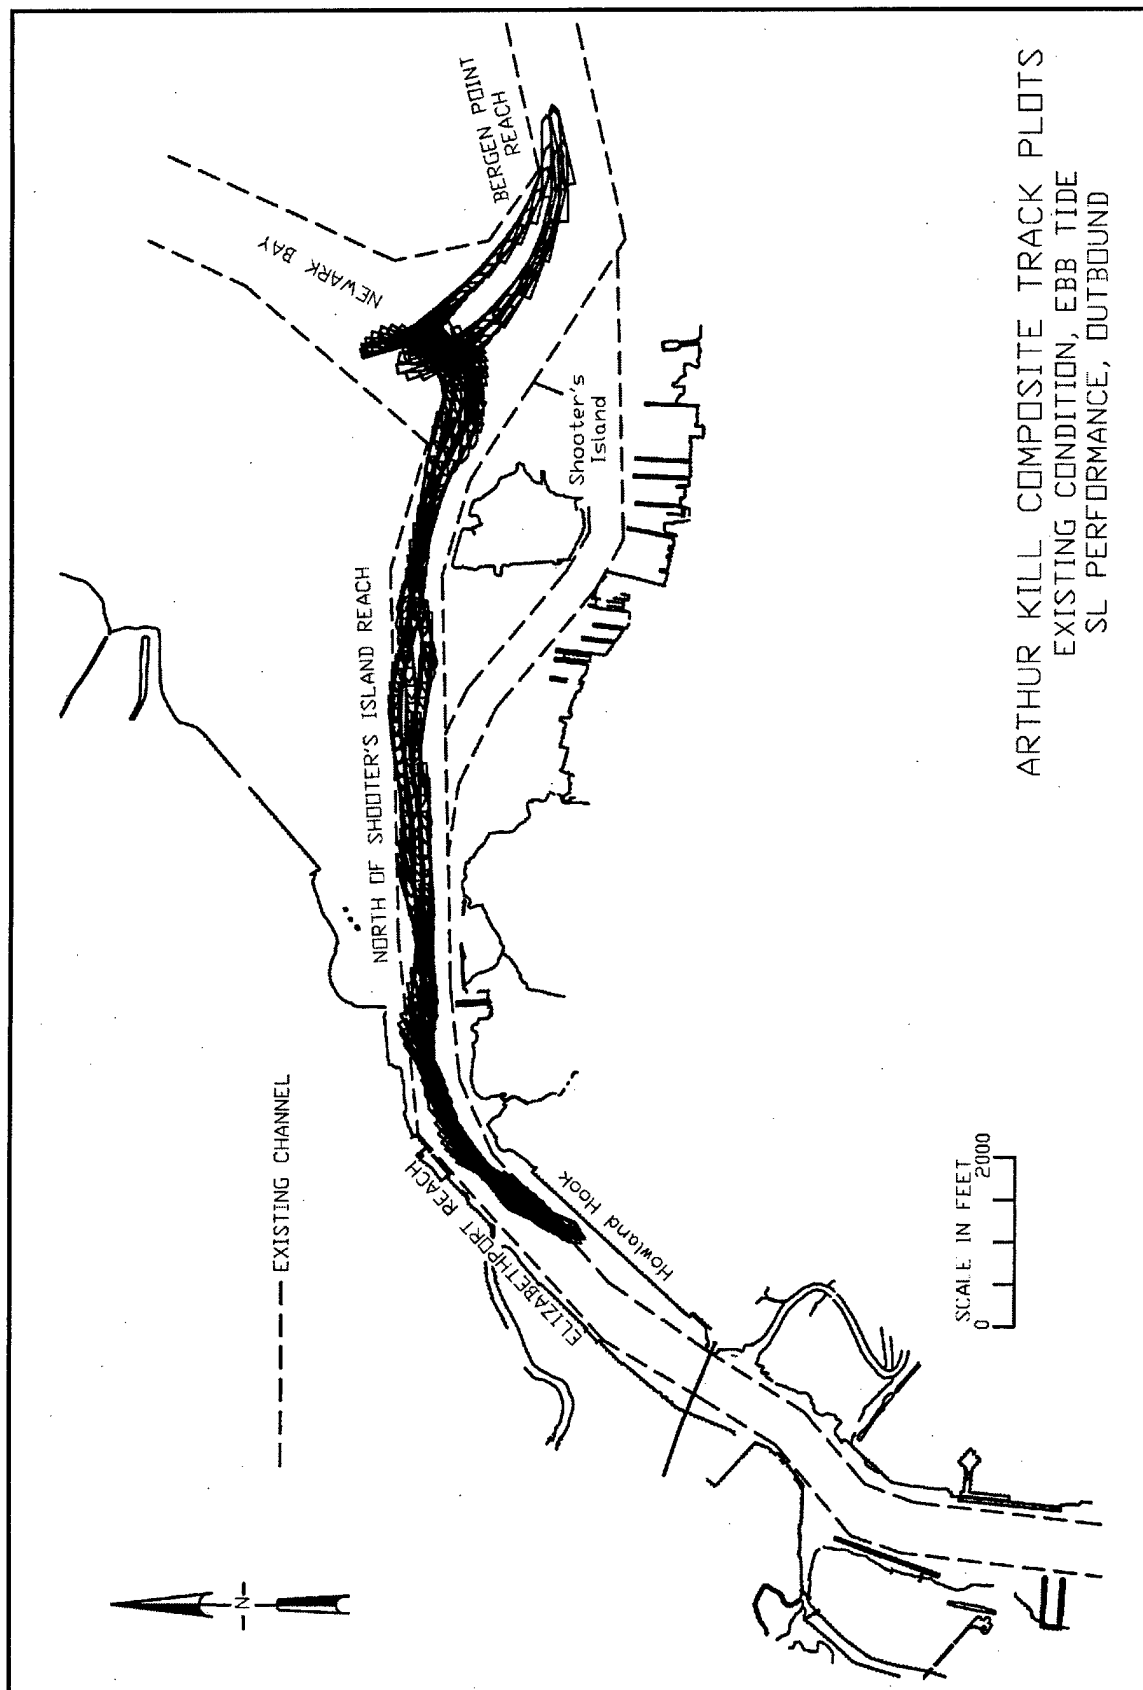 BERGEN POINT
REACH
NEWARK BAY
Shooter's
Island
NORTH OF SHOOTER'S ISLAND REACH
EXISTING CHANNEL
ELIZABETHPORT REACH
Howland Hook
SCALE IN FEET
0 2000
N
ARTHUR KILL COMPOSITE TRACK PLOTS
EXISTING CONDITION, EBB TIDE
SL PERFORMANCE, OUTBOUND